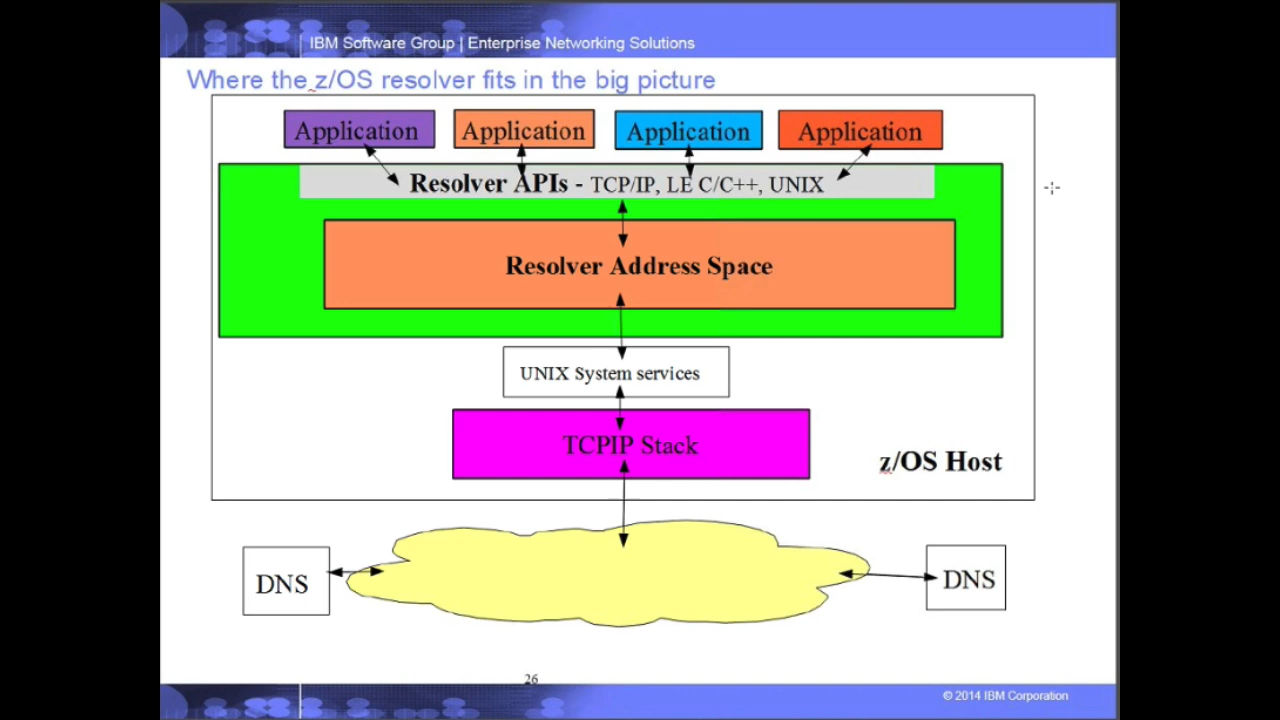 IBM Software Group | Enterprise Networking Solutions
Where the z/OS resolver fits in the big picture
Application Application Application Application
Resolver APIs - TCP/IP, LE C/C++, UNIX
Resolver Address Space
UNIX System services
TCPIP Stack
z/OS Host
DNS DNS
26
© 2014 IBM Corporation